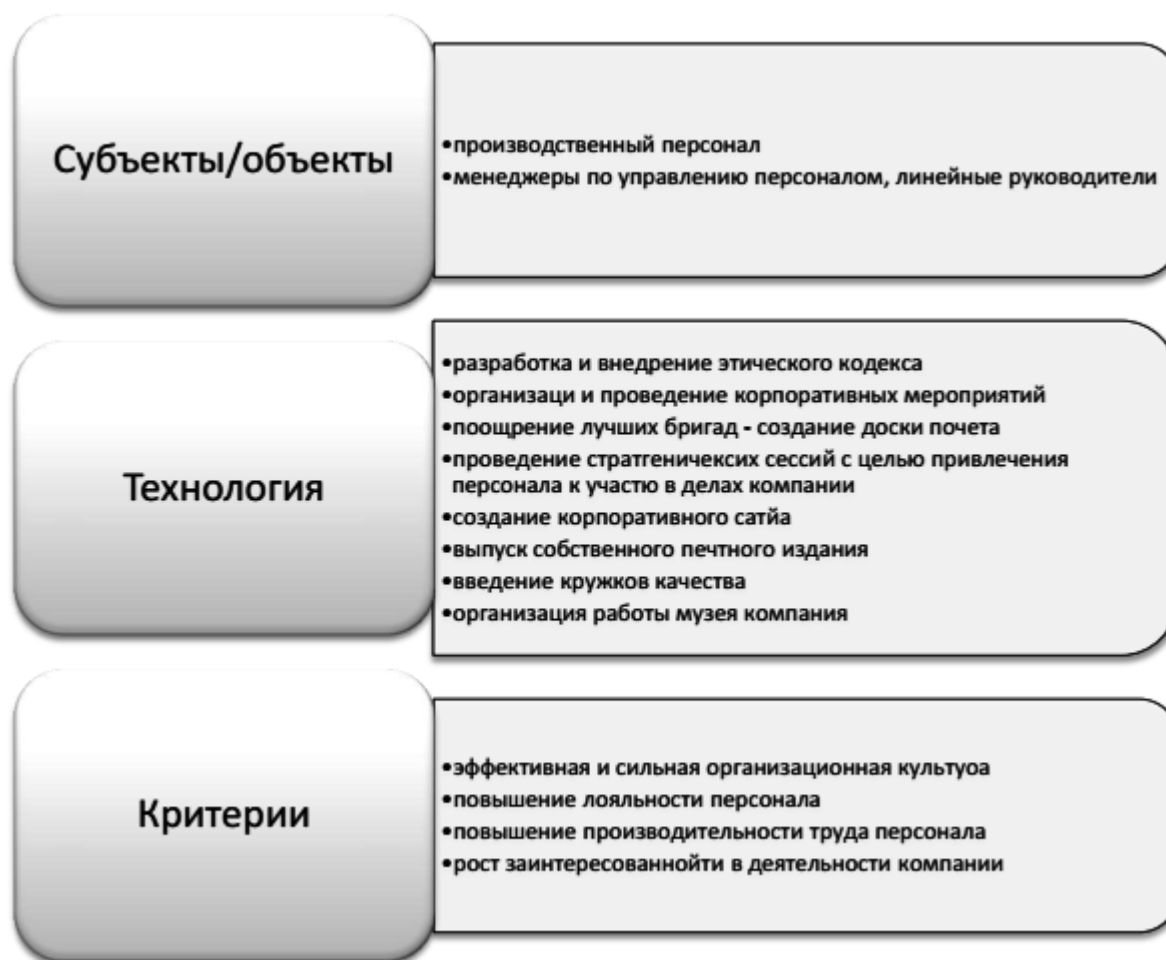 Субъекты/объекты
•производственный персонал
•менеджеры по управлению персоналом, линейные руководители
Технология
•разработка и внедрение этического кодекса
•организаци и проведение корпоративных мероприятий
•поощрение лучших бригад - создание доски почета
•проведение стратгеничексих сессий с целью привлечения
персонала к участю в делах компании
•создание корпоративного сатйа
•выпуск собственного печтного издания
•введение кружков качества
•организация работы музея компания
Критерии
•эффективная и сильная организационная культуоа
•повышение лояльности персонала
•повышение производительности труда персонала
•рост заинтересованнойти в деятельности компании